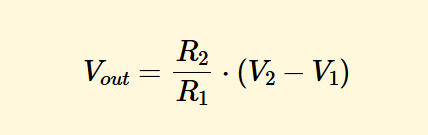 V_out = R_2 / R_1 · (V_2 − V_1)